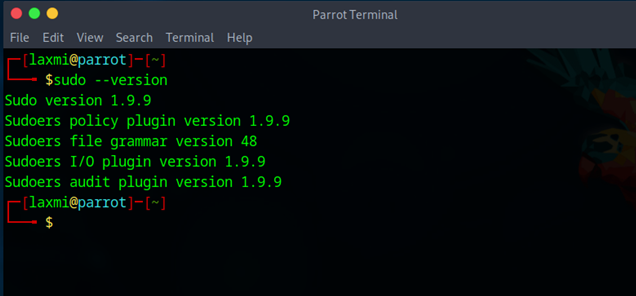 Parrot Terminal
File Edit View Search Terminal Help
┌─[laxmi@parrot]─[~]
└──╼ $sudo --version
Sudo version 1.9.9
Sudoers policy plugin version 1.9.9
Sudoers file grammar version 48
Sudoers I/O plugin version 1.9.9
Sudoers audit plugin version 1.9.9
┌─[laxmi@parrot]─[~]
└──╼ $